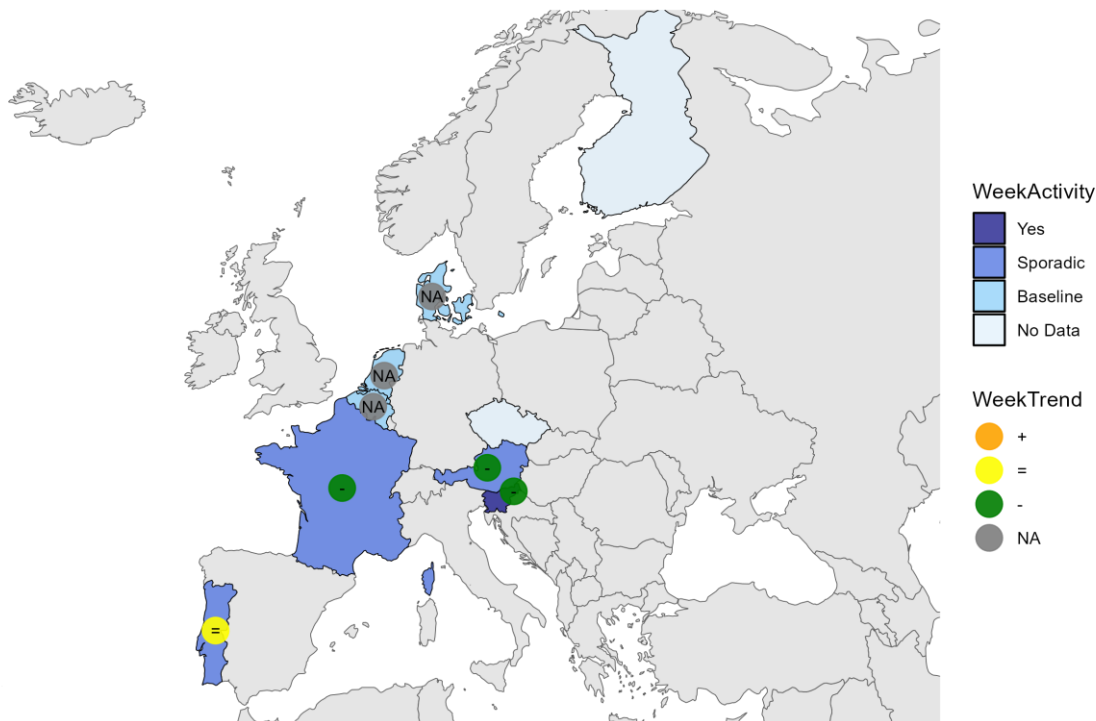 NA
NA
NA
-
-
-
=
WeekActivity
Yes
Sporadic
Baseline
No Data
WeekTrend
+
=
-
NA